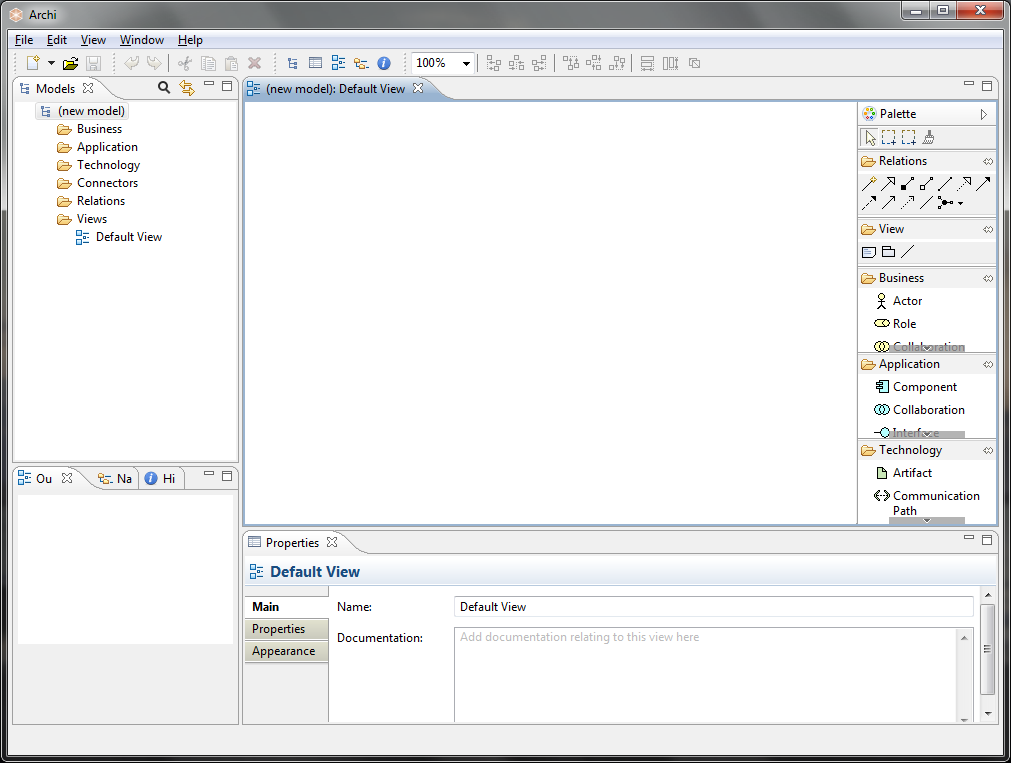 Archi
File Edit View Window Help
100%
Models
(new model)
Business
Application
Technology
Connectors
Relations
Views
Default View
Ou Na Hi
(new model): Default View
Palette
Relations
View
Business
Actor
Role
Collaboration
Application
Component
Collaboration
Interface
Technology
Artifact
Communication
Path
Properties
Default View
Main
Properties
Appearance
Name: Default View
Documentation: Add documentation relating to this view here